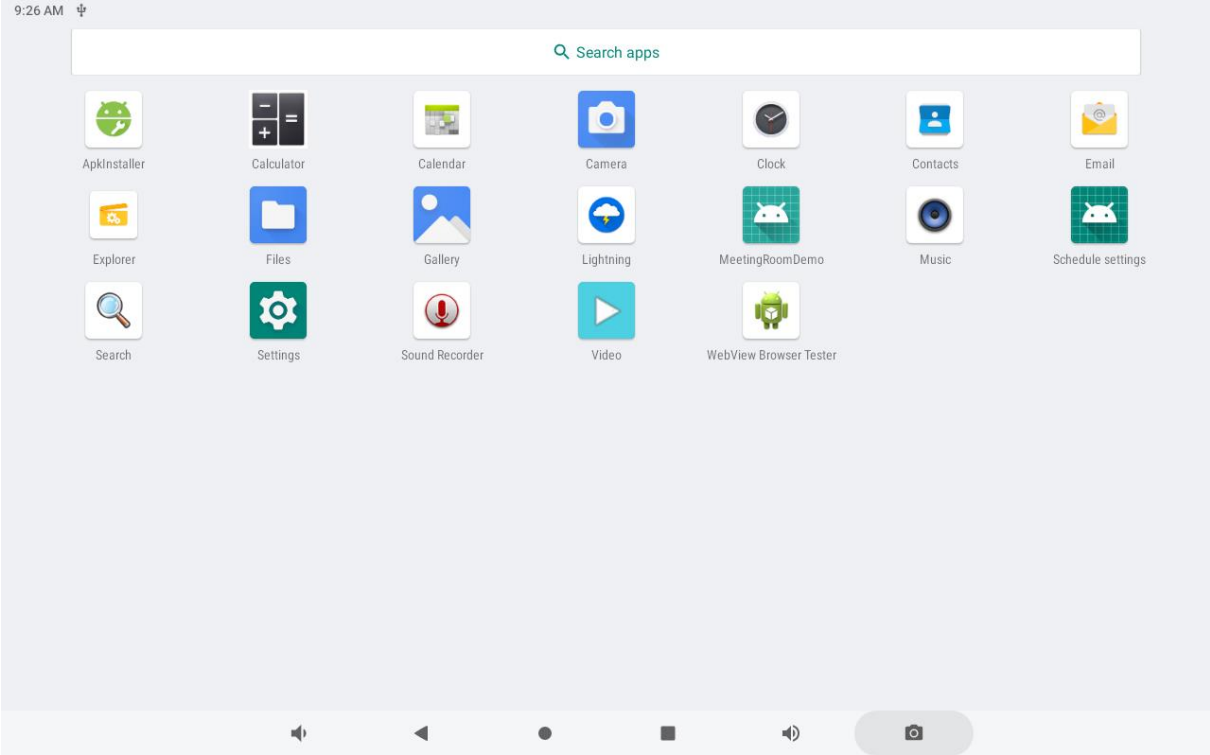 9:26 AM
Search apps
ApkInstaller Calculator Calendar Camera Clock Contacts Email
Explorer Files Gallery Lightning MeetingRoomDemo Music Schedule settings
Search Settings Sound Recorder Video WebView Browser Tester